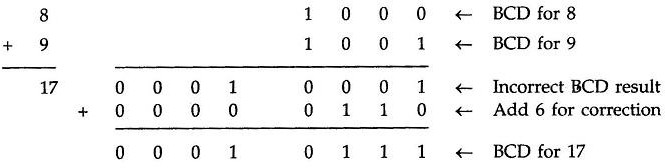 8 1 0 0 0 ← BCD for 8
+ 9 1 0 0 1 ← BCD for 9
17 0 0 0 1 0 0 0 1 ← Incorrect BCD result
+ 0 0 0 0 0 1 1 0 ← Add 6 for correction
0 0 0 1 0 1 1 1 ← BCD for 17